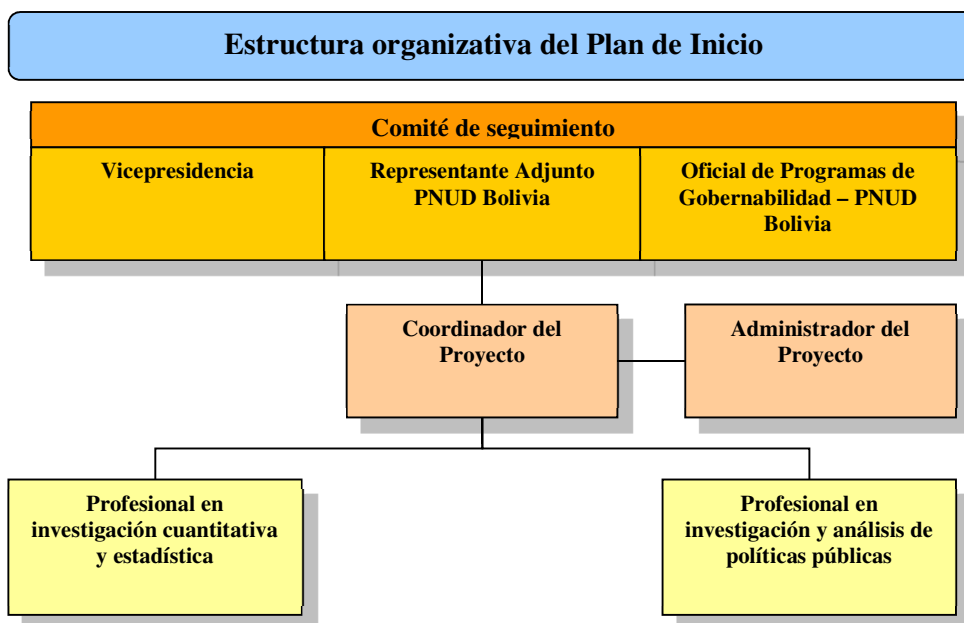 Estructura organizativa del Plan de Inicio
Comité de seguimiento
Vicepresidencia
Representante Adjunto
PNUD Bolivia
Oficial de Programas de
Gobernabilidad – PNUD
Bolivia
Coordinador del
Proyecto
Administrador del
Proyecto
Profesional en
investigación cuantitativa
y estadística
Profesional en
investigación y análisis de
políticas públicas